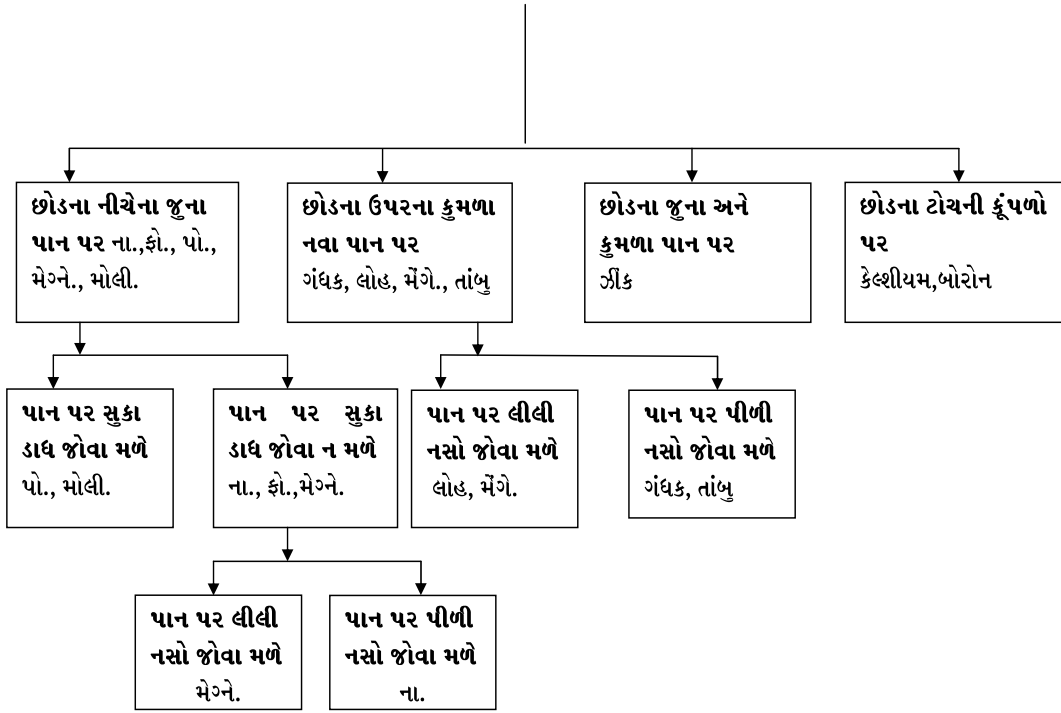 છોડના નીચેના જુના
પાન પર ના.,ફો., પો.,
મેગ્ને., મોલી.
છોડના ઉપરના કુમળા
નવા પાન પર
ગંધક, લોહ, મેંગે., તાંબુ
છોડના જુના અને
કુમળા પાન પર
ઝીંક
છોડના ટોચની કૂંપળો
પર
કેલ્શીયમ,બોરોન
પાન પર સુકા
ડાઘ જોવા મળે
પો., મોલી.
પાન પર સુકા
ડાઘ જોવા ન મળે
ના., ફો.,મેગ્ને.
પાન પર લીલી
નસો જોવા મળે
લોહ, મેંગે.
પાન પર પીળી
નસો જોવા મળે
ગંધક, તાંબુ
પાન પર લીલી
નસો જોવા મળે
મેગ્ને.
પાન પર પીળી
નસો જોવા મળે
ના.